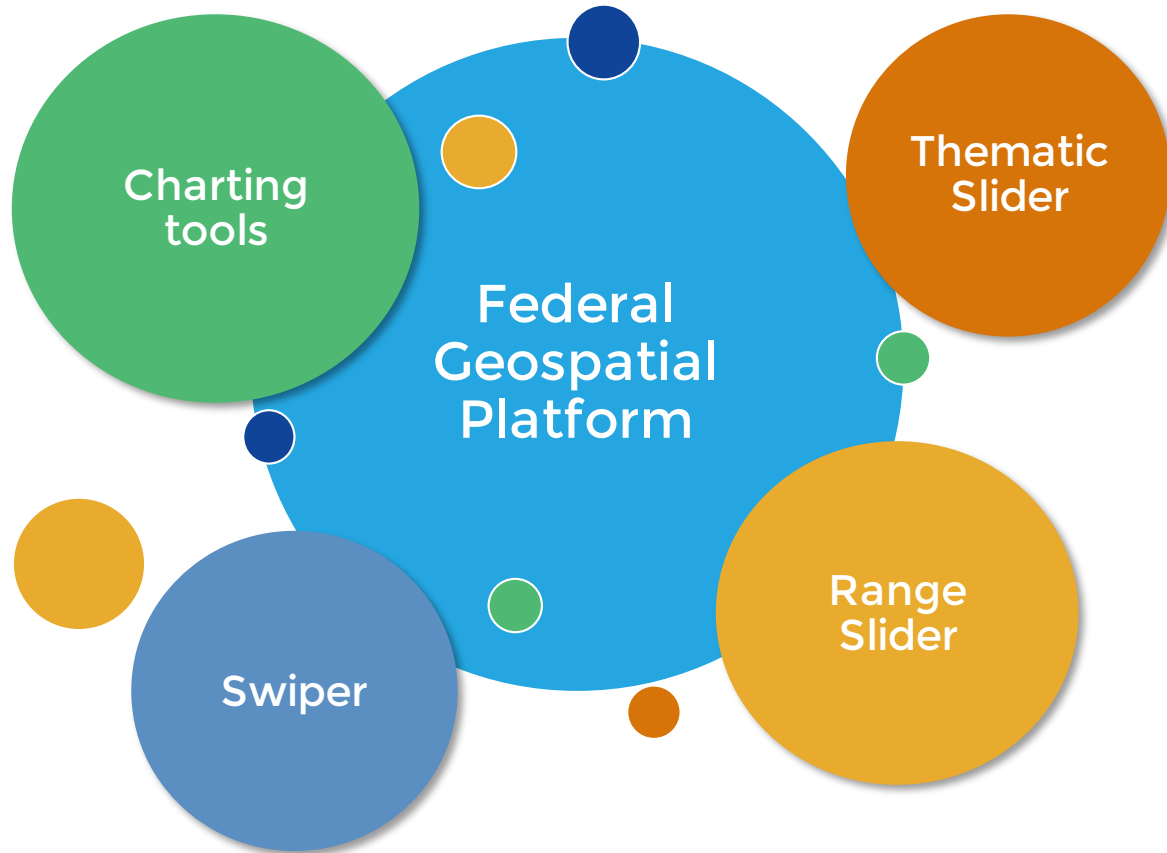 Charting
tools
Thematic
Slider
Federal
Geospatial
Platform
Range
Slider
Swiper